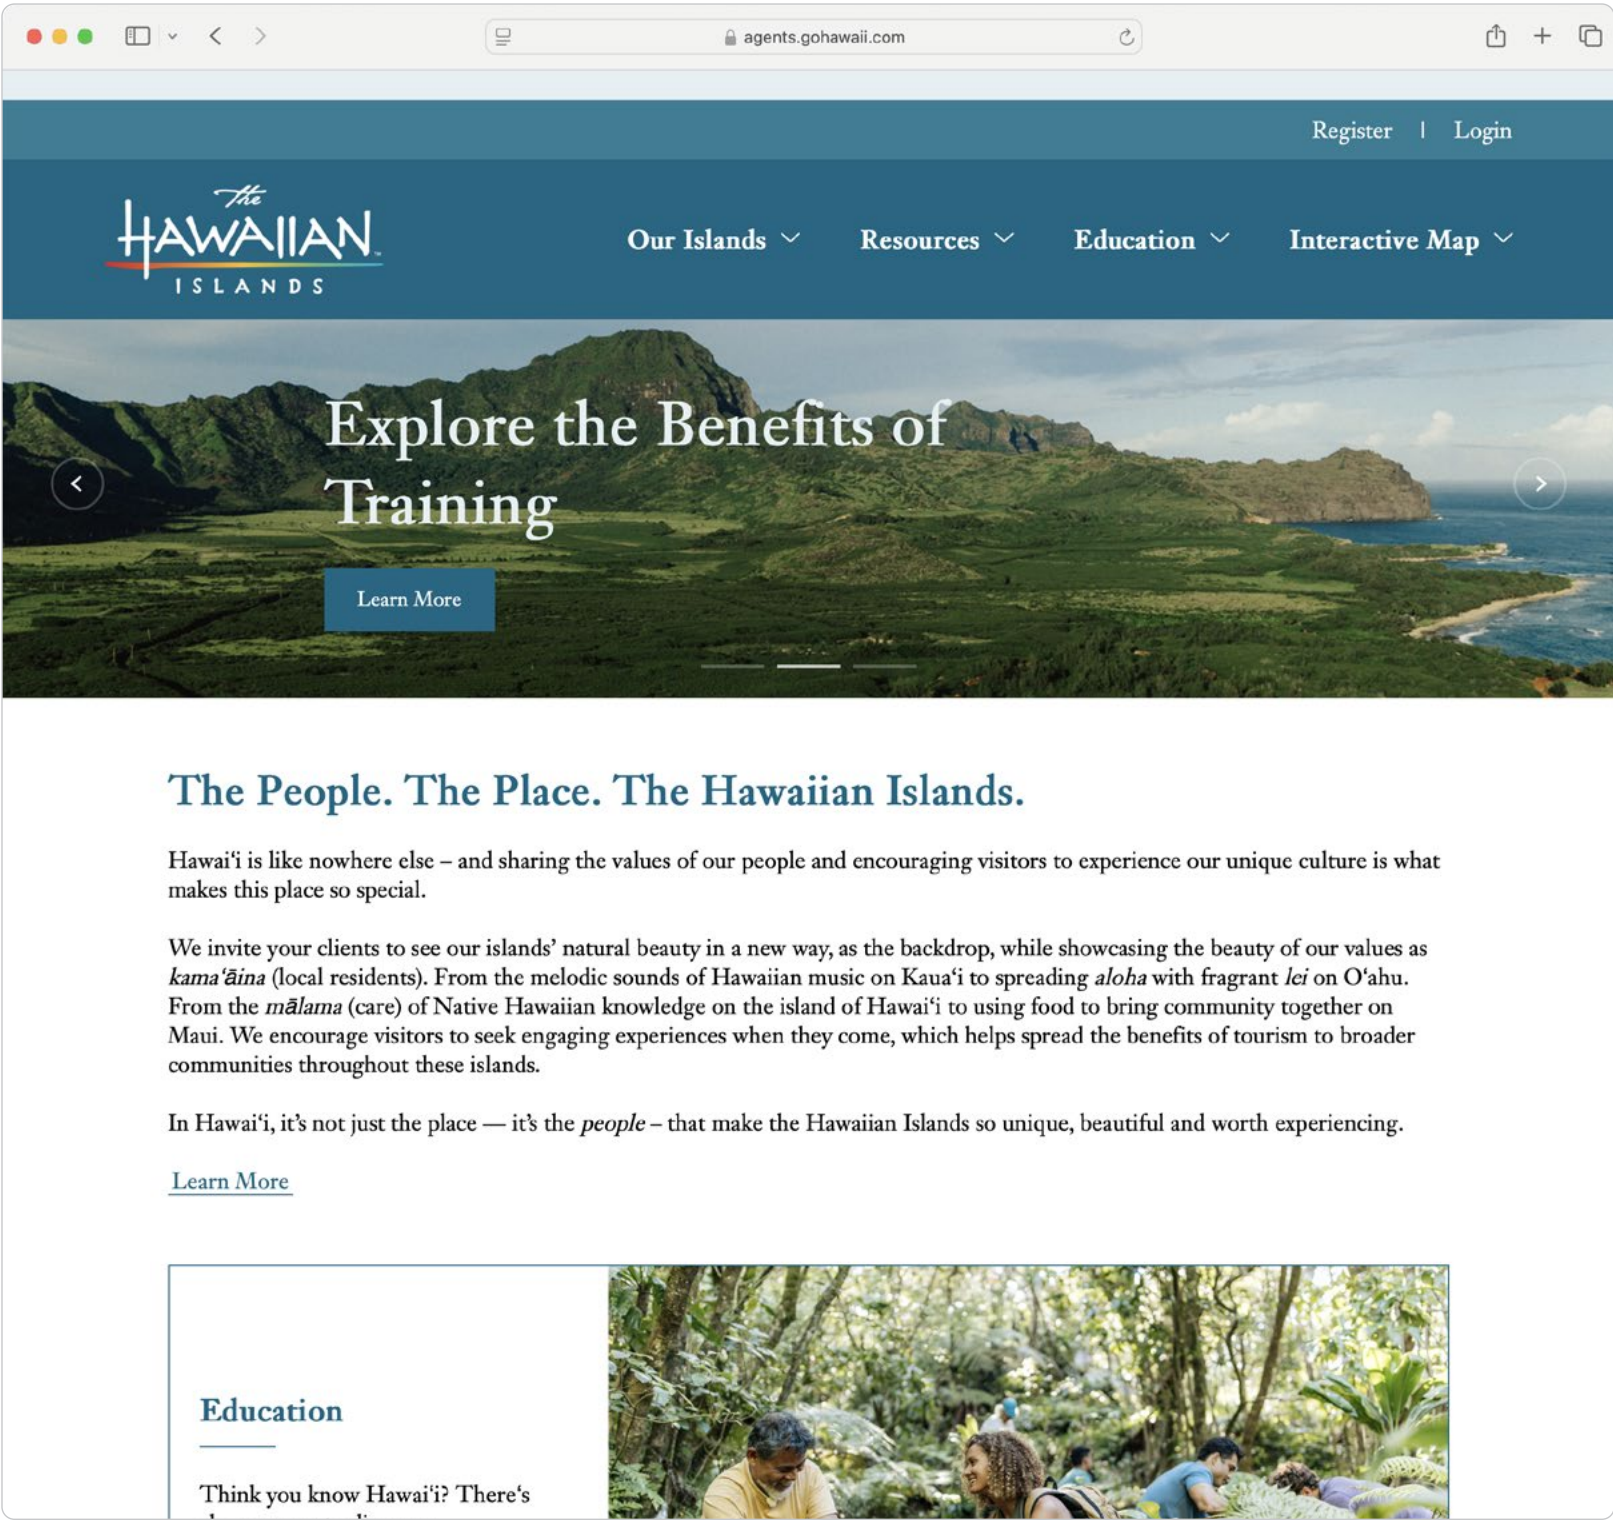 agents.gohawaii.com
Register | Login
The
HAWAIIAN™
ISLANDS
Our Islands Resources Education Interactive Map
Explore the Benefits of
Training
Learn More
The People. The Place. The Hawaiian Islands.
Hawai‘i is like nowhere else – and sharing the values of our people and encouraging visitors to experience our unique culture is what
makes this place so special.
We invite your clients to see our islands’ natural beauty in a new way, as the backdrop, while showcasing the beauty of our values as
kama‘āina (local residents). From the melodic sounds of Hawaiian music on Kaua‘i to spreading aloha with fragrant lei on O‘ahu.
From the mālama (care) of Native Hawaiian knowledge on the island of Hawai‘i to using food to bring community together on
Maui. We encourage visitors to seek engaging experiences when they come, which helps spread the benefits of tourism to broader
communities throughout these islands.
In Hawai‘i, it’s not just the place — it’s the people – that make the Hawaiian Islands so unique, beautiful and worth experiencing.
Learn More
Education
Think you know Hawai‘i? There‘s